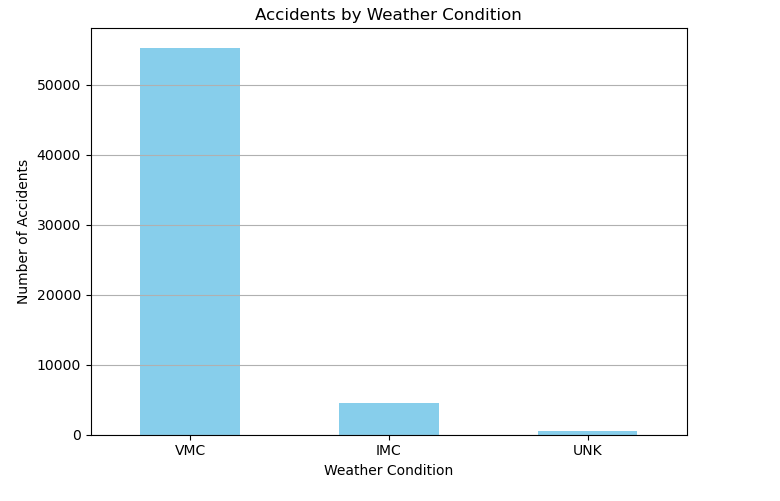 Accidents by Weather Condition
Number of Accidents
50000
40000
30000
20000
10000
0
VMC IMC UNK
Weather Condition